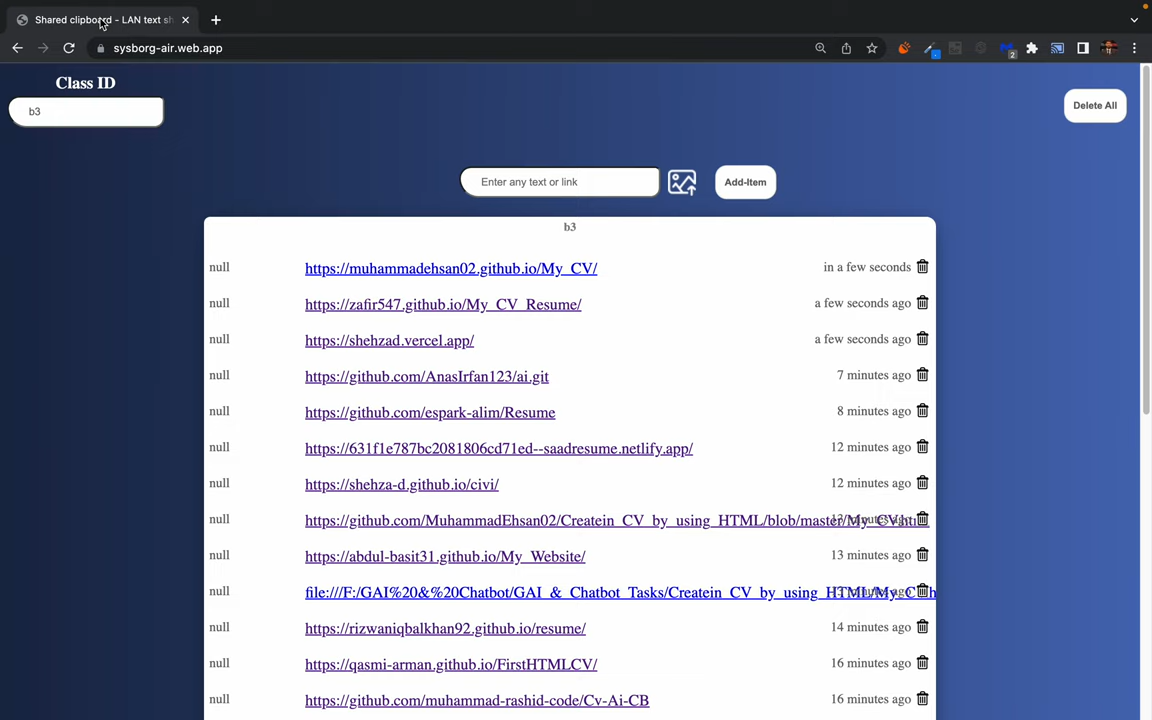 Shared clipboard - LAN text sh
sysborg-air.web.app
2
Class ID
b3
Delete All
Enter any text or link
Add-Item
b3
null https://muhammadehsan02.github.io/My_CV/ in a few seconds
null https://zafir547.github.io/My_CV_Resume/ a few seconds ago
null https://shehzad.vercel.app/ a few seconds ago
null https://github.com/AnasIrfan123/ai.git 7 minutes ago
null https://github.com/espark-alim/Resume 8 minutes ago
null https://631f1e787bc2081806cd71ed--saadresume.netlify.app/ 12 minutes ago
null https://shehza-d.github.io/civi/ 12 minutes ago
null https://github.com/MuhammadEhsan02/Createin_CV_by_using_HTML/blob/master/
null https://abdul-basit31.github.io/My_Website/ 13 minutes ago
null file:///F:/GAI%20&%20Chatbot/GAI_&_Chatbot_Tasks/Createin_CV_by_using_
null https://rizwaniqbalkhan92.github.io/resume/ 14 minutes ago
null https://qasmi-arman.github.io/FirstHTMLCV/ 16 minutes ago
null https://github.com/muhammad-rashid-code/Cv-Ai-CB 16 minutes ago